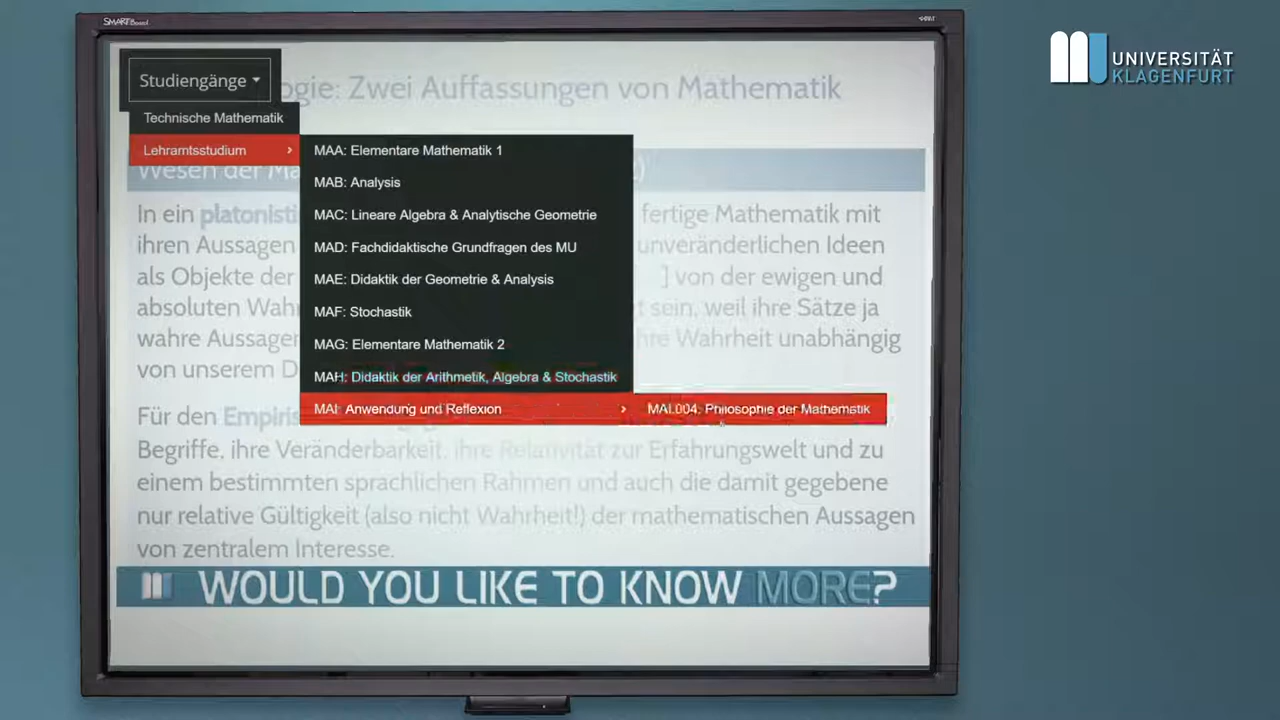 SMART Board
UNIVERSITÄT
KLAGENFURT
Studiengänge
ogie: Zwei Auffassungen von Mathematik
Technische Mathematik
Lehramtsstudium
MAA: Elementare Mathematik 1
MAB: Analysis
MAC: Lineare Algebra & Analytische Geometrie
MAD: Fachdidaktische Grundfragen des MU
MAE: Didaktik der Geometrie & Analysis
MAF: Stochastik
MAG: Elementare Mathematik 2
MAH: Didaktik der Arithmetik, Algebra & Stochastik
MAI: Anwendung und Reflexion
MAI.004: Philosophie der Mathematik
Wesen der Ma
In ein platonisti fertige Mathematik mit
ihren Aussagen unveränderlichen Ideen
als Objekte der ] von der ewigen und
absoluten Wah t sein, weil ihre Sätze ja
wahre Aussage hre Wahrheit unabhängig
von unserem D
Für den Empiris
Begriffe, ihre Veränderbarkeit, ihre Relativität zur Erfahrungswelt und zu
einem bestimmten sprachlichen Rahmen und auch die damit gegebene
nur relative Gültigkeit (also nicht Wahrheit!) der mathematischen Aussagen
von zentralem Interesse.
WOULD YOU LIKE TO KNOW MORE?